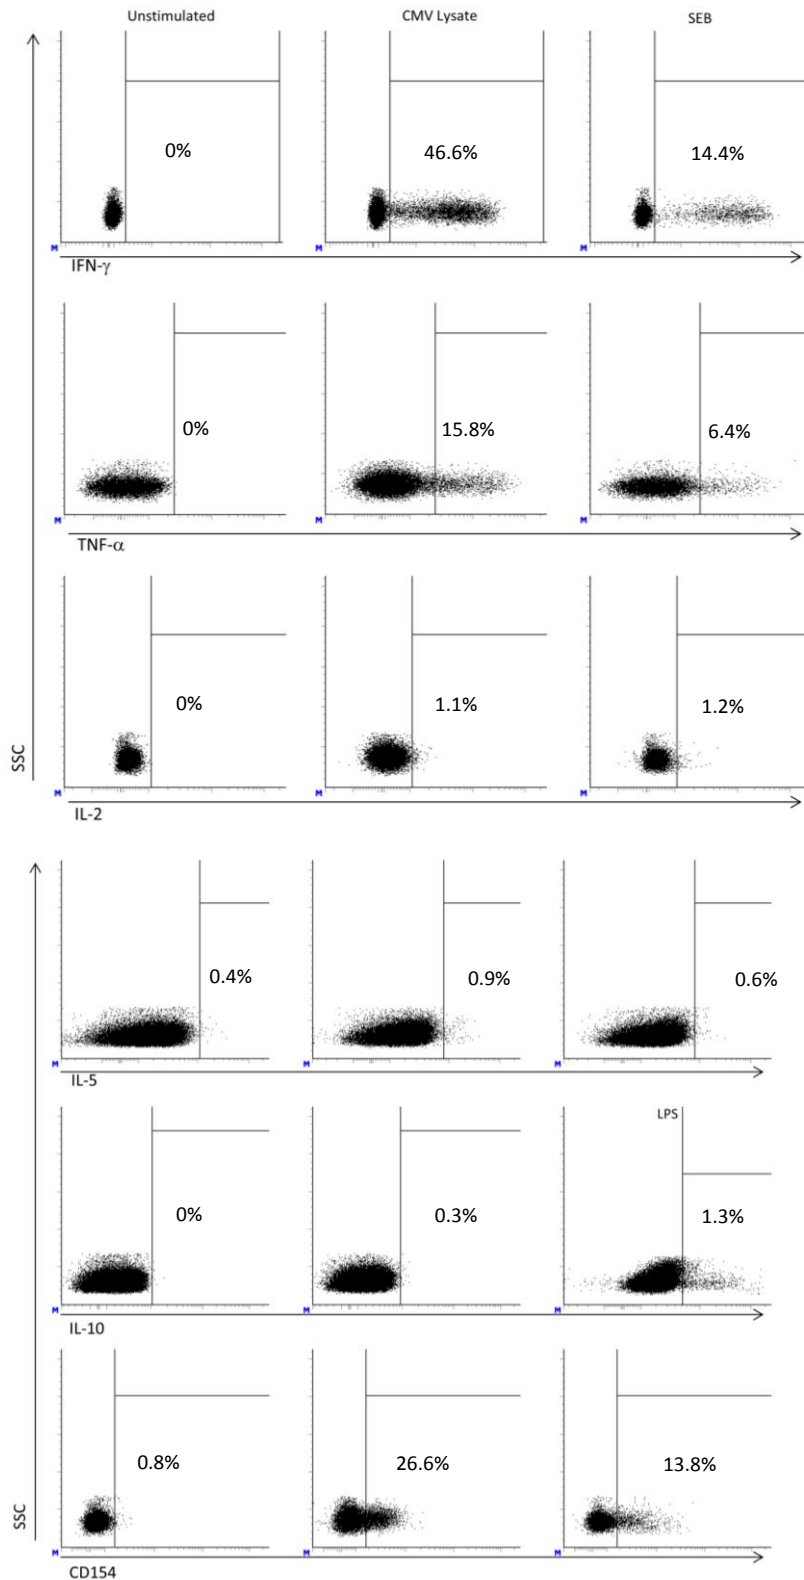 Unstimulated CMV Lysate SEB
0% 46.6% 14.4%
M M M
IFN-γ
0% 15.8% 6.4%
M M M
TNF-α
0% 1.1% 1.2%
SSC
M M M
IL-2
0.4% 0.9% 0.6%
M M M
IL-5
LPS
0% 0.3% 1.3%
M M M
IL-10
0.8% 26.6% 13.8%
SSC
M M M
CD154